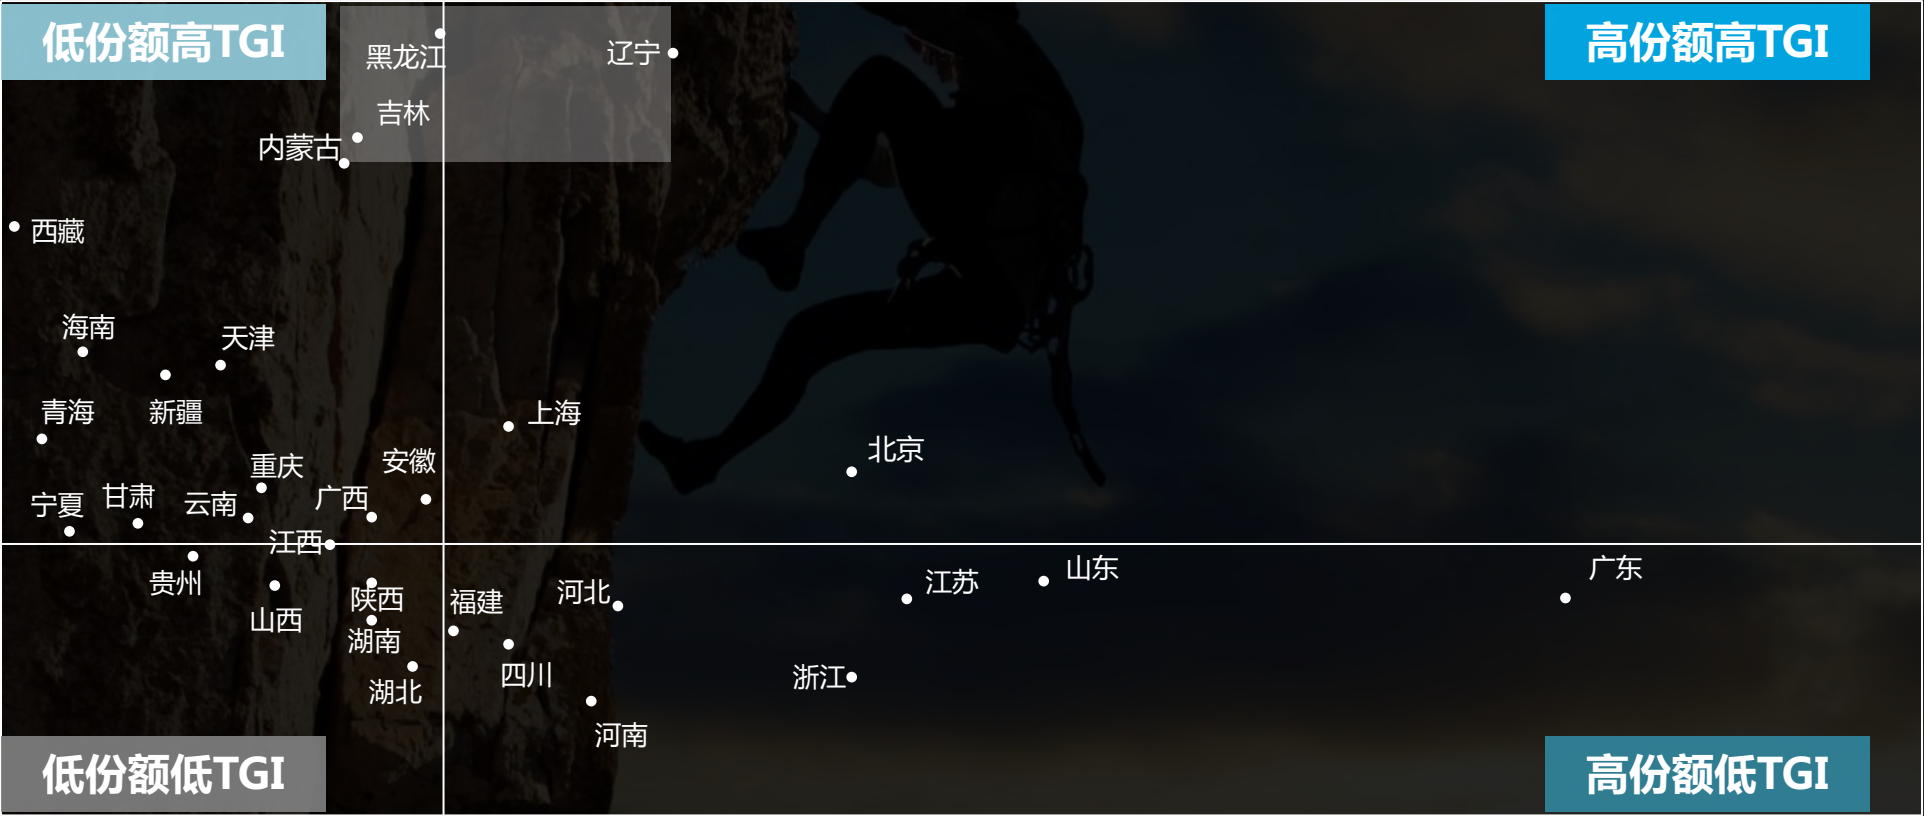 低份额高TGI
高份额高TGI
黑龙江
辽宁
吉林
内蒙古
西藏
海南
天津
青海
新疆
上海
北京
安徽
重庆
宁夏
甘肃
云南
广西
江西
贵州
山西
陕西
湖南
湖北
福建
河北
四川
河南
江苏
山东
广东
浙江
低份额低TGI
高份额低TGI